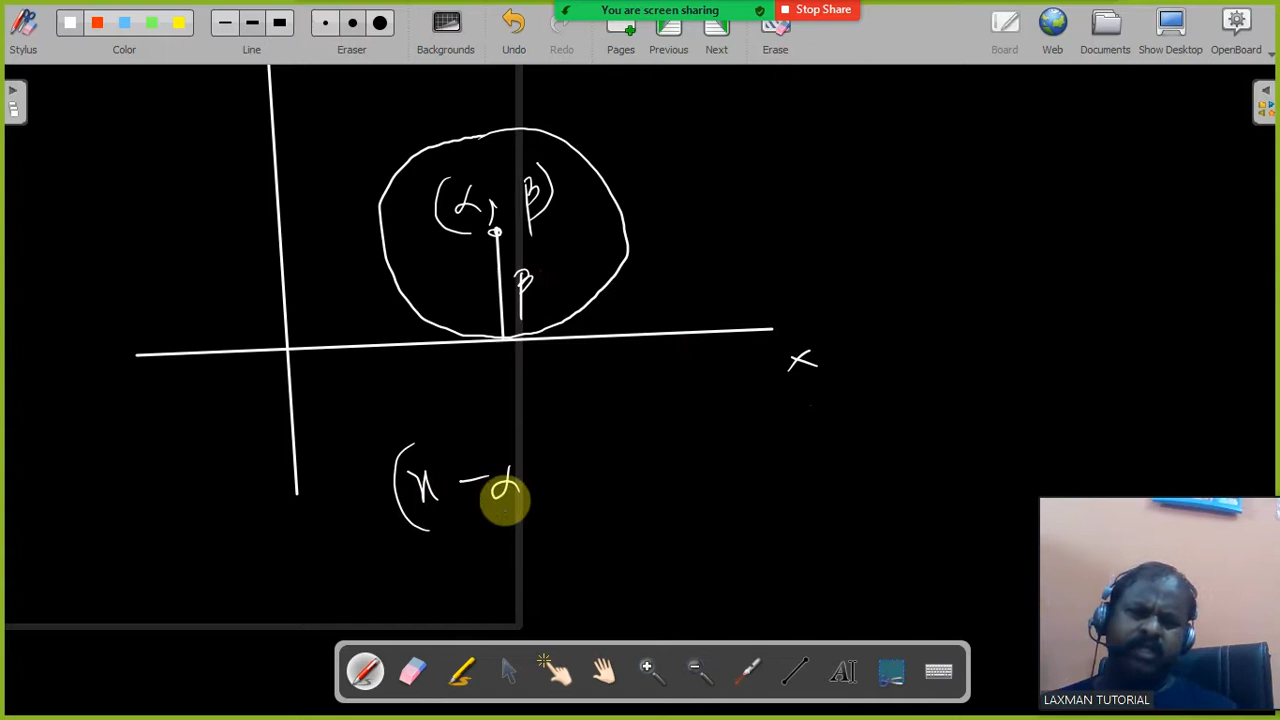 You are screen sharing Stop Share
Stylus Color Line Eraser Backgrounds Undo Redo Pages Previous Next Erase Board Web Documents Show Desktop OpenBoard
(α, β)
β
x
(x - α
LAXMAN TUTORIAL